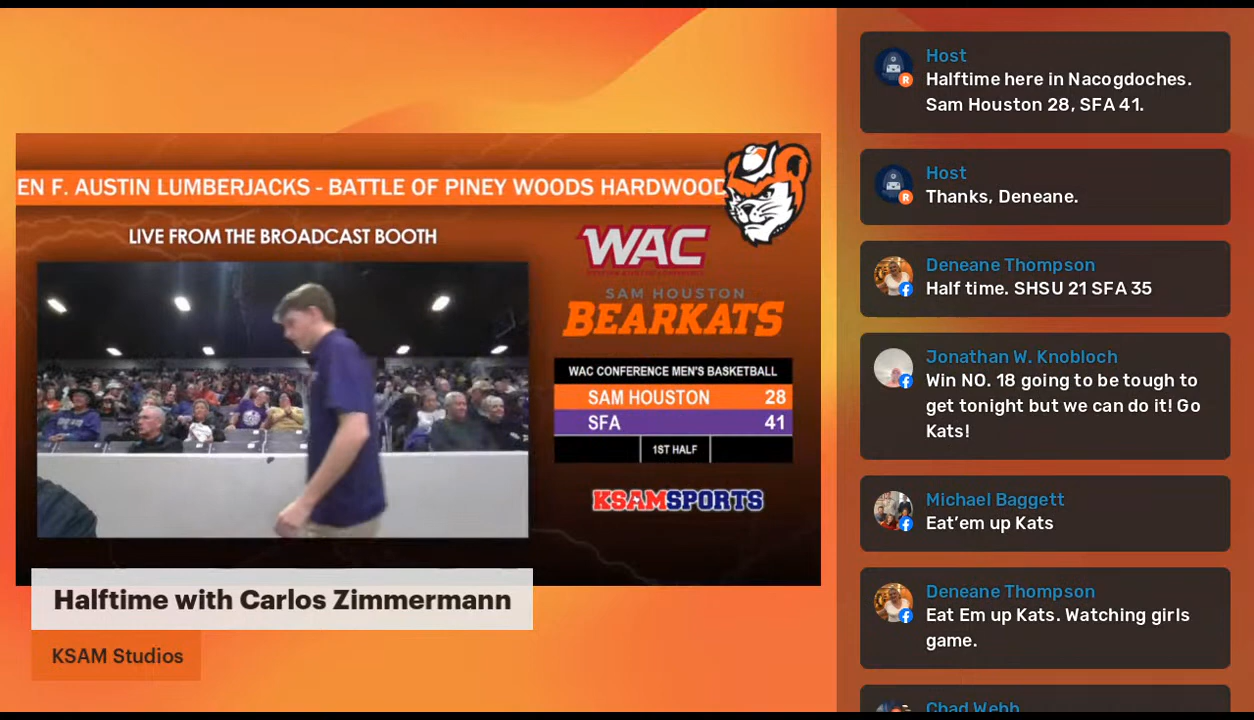 EN F. AUSTIN LUMBERJACKS - BATTLE OF PINEY WOODS HARDWOOD
LIVE FROM THE BROADCAST BOOTH
WAC
SAM HOUSTON
BEARKATS
WAC CONFERENCE MEN'S BASKETBALL
SAM HOUSTON 28
SFA 41
1ST HALF
KSAMSPORTS
Halftime with Carlos Zimmermann
KSAM Studios
Host
R
Halftime here in Nacogdoches.
Sam Houston 28, SFA 41.
Host
R
Thanks, Deneane.
Deneane Thompson
Half time. SHSU 21 SFA 35
Jonathan W. Knobloch
Win NO. 18 going to be tough to
get tonight but we can do it! Go
Kats!
Michael Baggett
Eat’em up Kats
Deneane Thompson
Eat Em up Kats. Watching girls
game.
Chad Webb